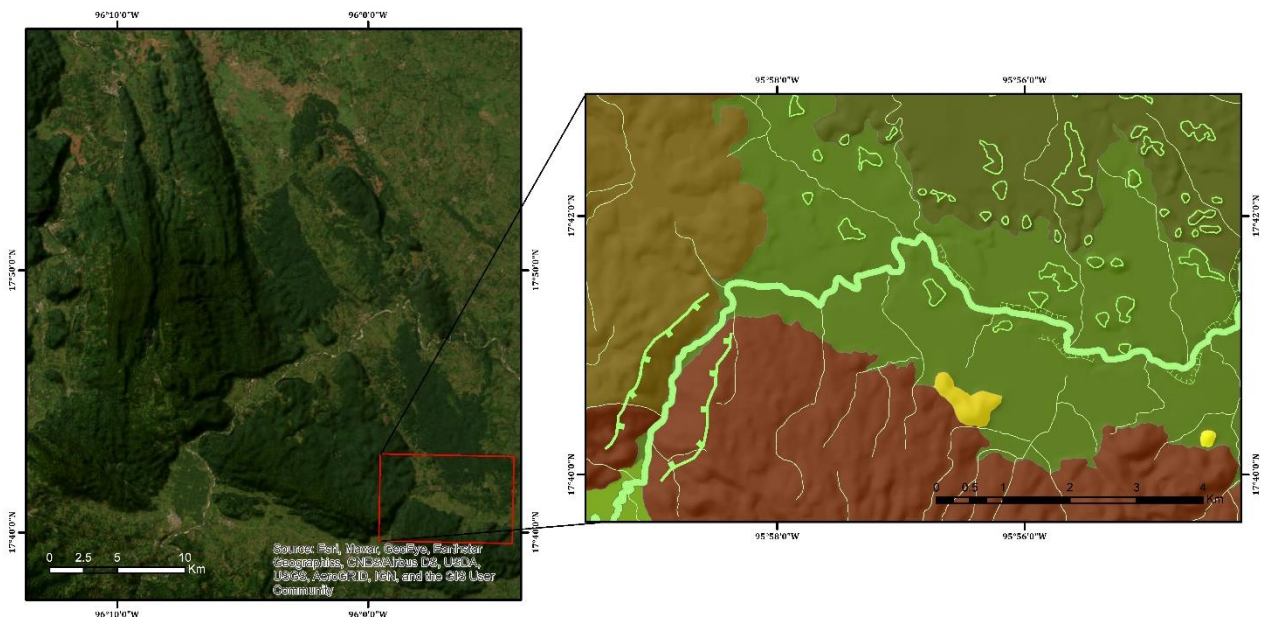 96°10'0"W
96°0'0"W
17°50'0"N
17°40'0"N
17°50'0"N
17°40'0"N
0 2.5 5 10
Km
Source: Esri, Maxar, GeoEye, Earthstar
Geographics, CNES/Airbus DS, USDA,
USGS, AeroGRID, IGN, and the GIS User
Community
96°10'0"W
96°0'0"W
95°58'0"W
95°56'0"W
17°42'0"N
17°40'0"N
17°42'0"N
17°40'0"N
0 0.5 1 2 3 4
Km
95°58'0"W
95°56'0"W